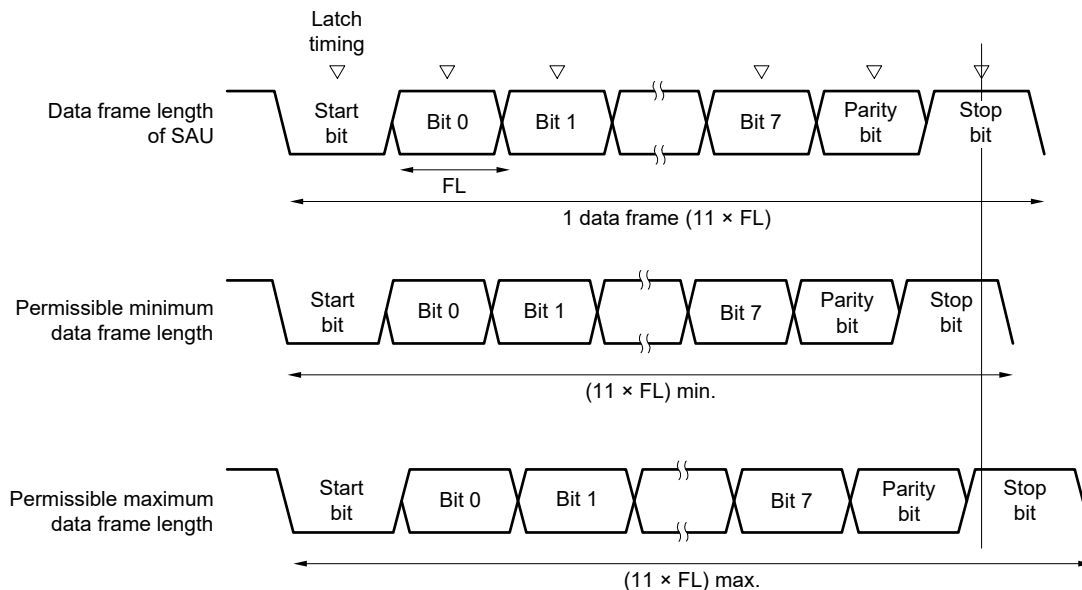 Latch
timing
Data frame length
of SAU
Start
bit
Bit 0
Bit 1
Bit 7
Parity
bit
Stop
bit
FL
1 data frame (11 × FL)
Permissible minimum
data frame length
Start
bit
Bit 0
Bit 1
Bit 7
Parity
bit
Stop
bit
(11 × FL) min.
Permissible maximum
data frame length
Start
bit
Bit 0
Bit 1
Bit 7
Parity
bit
Stop
bit
(11 × FL) max.